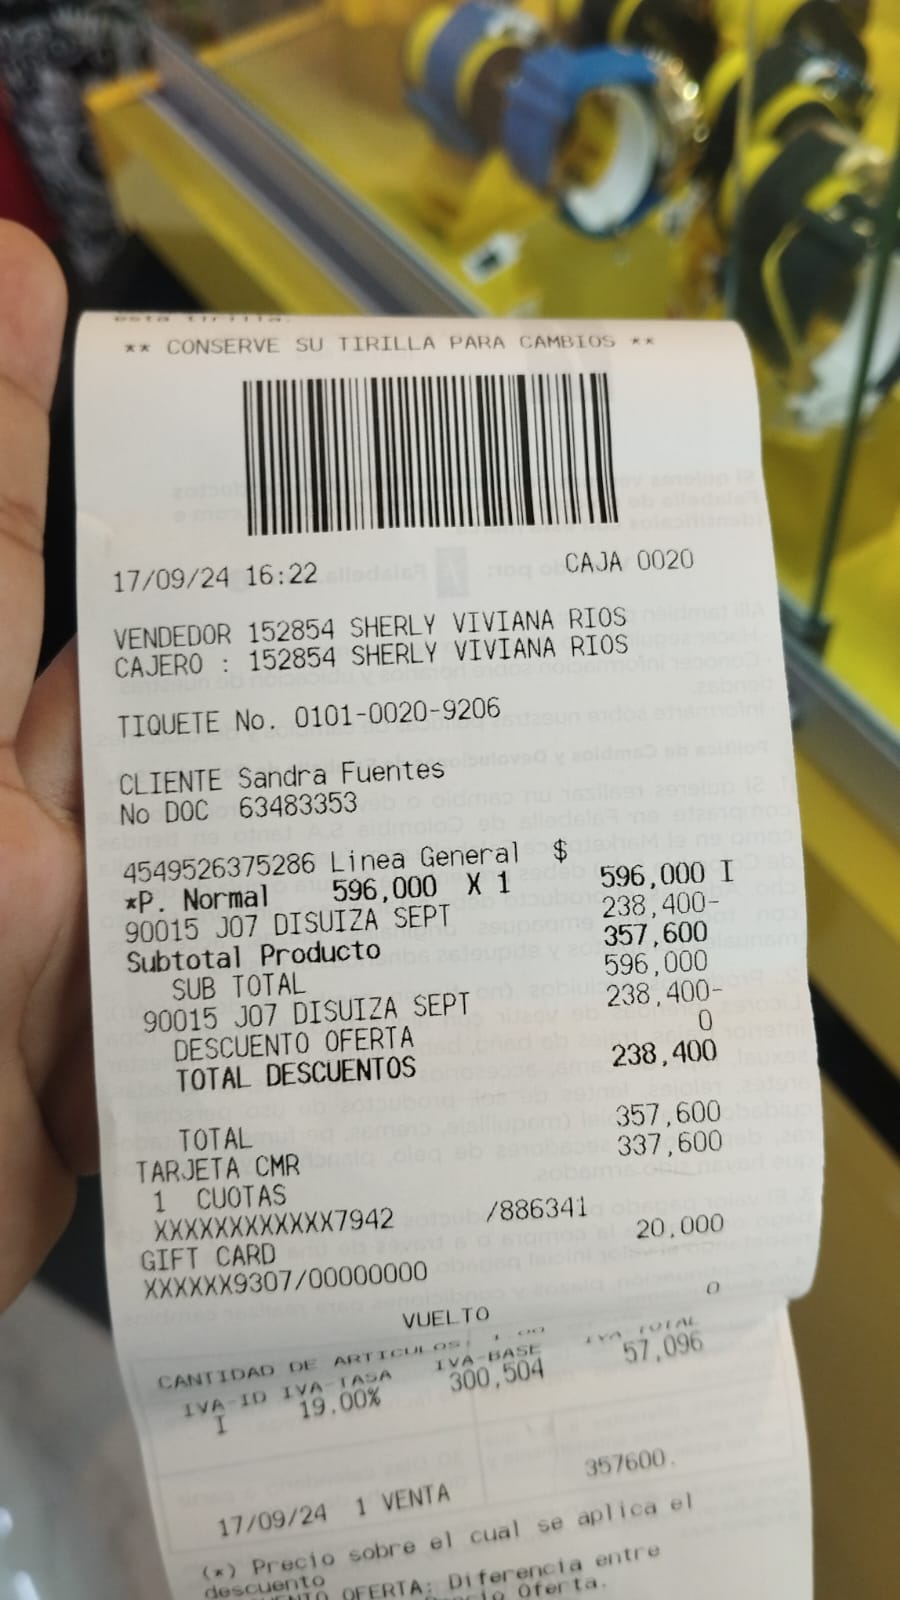 esta tirilla.
** CONSERVE SU TIRILLA PARA CAMBIOS **
17/09/24 16:22 CAJA 0020
VENDEDOR 152854 SHERLY VIVIANA RIOS
CAJERO : 152854 SHERLY VIVIANA RIOS
TIQUETE No. 0101-0020-9206
CLIENTE Sandra Fuentes
No DOC 63483353
4549526375286 Linea General $
*P. Normal 596,000 X 1 596,000 I
90015 J07 DISUIZA SEPT 238,400-
Subtotal Producto 357,600
SUB TOTAL 596,000
90015 J07 DISUIZA SEPT 238,400-
DESCUENTO OFERTA 0
TOTAL DESCUENTOS 238,400
TOTAL 357,600
TARJETA CMR 337,600
1 CUOTAS
XXXXXXXXXXXX7942 /886341
GIFT CARD 20,000
XXXXXX9307/00000000
VUELTO 0
CANTIDAD DE ARTICULOS:
IVA-ID IVA-TASA IVA-BASE IVA TOTAL
I 19.00% 300,504 57,096
17/09/24 1 VENTA 357600.
(*) Precio sobre el cual se aplica el
descuento
OFERTA: Diferencia entre
Oferta.